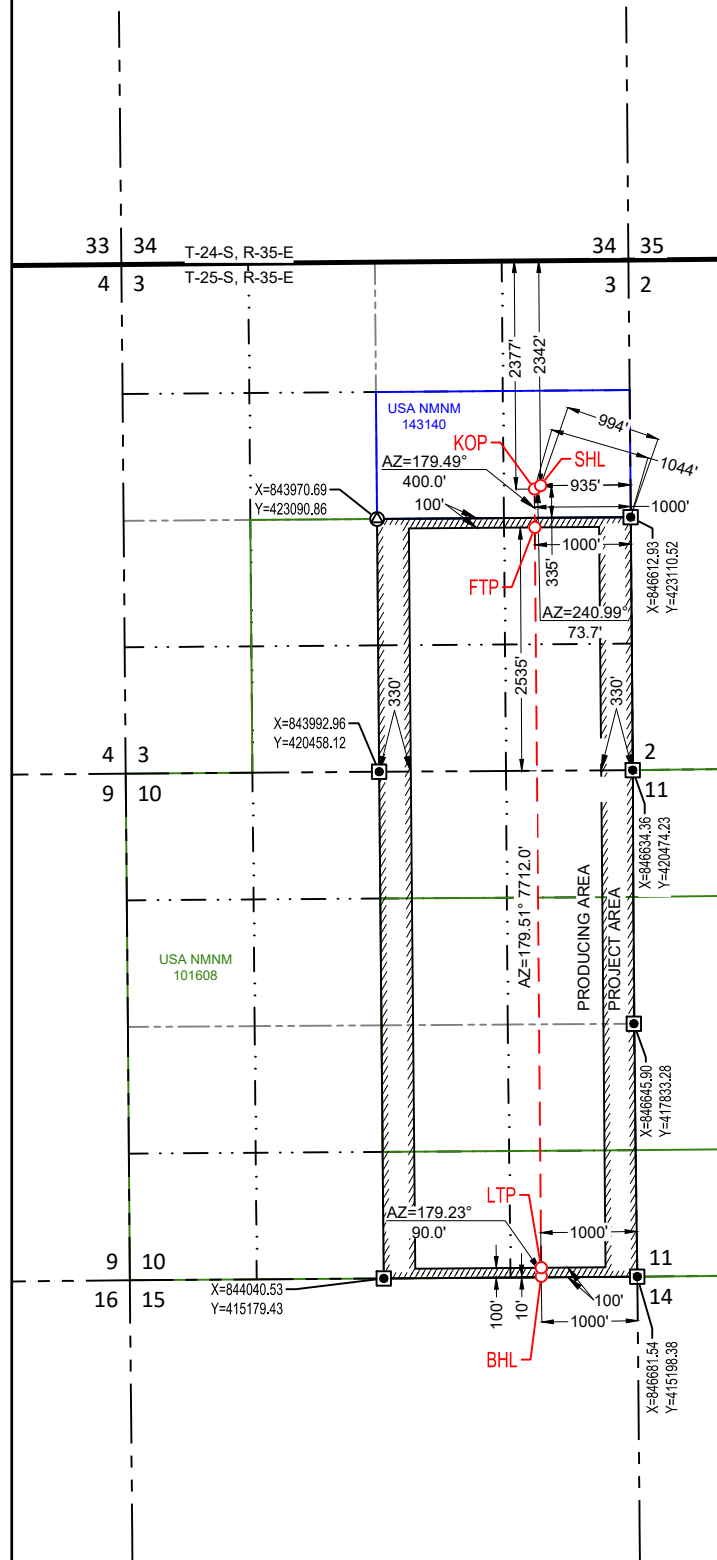 33 34 T-24-S, R-35-E 34 35
4 3 T-25-S, R-35-E 3 2
2377'
2342'
USA NMNM
143140
994'
1044'
KOP
SHL
AZ=179.49°
400.0'
935'
X=843970.69
Y=423090.86
100'
1000'
1000'
335'
FTP
X=846612.93
Y=423110.52
AZ=240.99°
73.7'
2535'
330'
330'
X=843992.96
Y=420458.12
4 3
9 10
2
11
X=846634.36
Y=420474.23
AZ=179.51° 7712.0'
PRODUCING AREA
PROJECT AREA
USA NMNM
101608
X=846645.90
Y=417833.28
LTP
AZ=179.23°
90.0'
1000'
9 10
16 15
11
14
X=844040.53
Y=415179.43
100'
10'
100'
1000'
BHL
X=846681.54
Y=415198.38